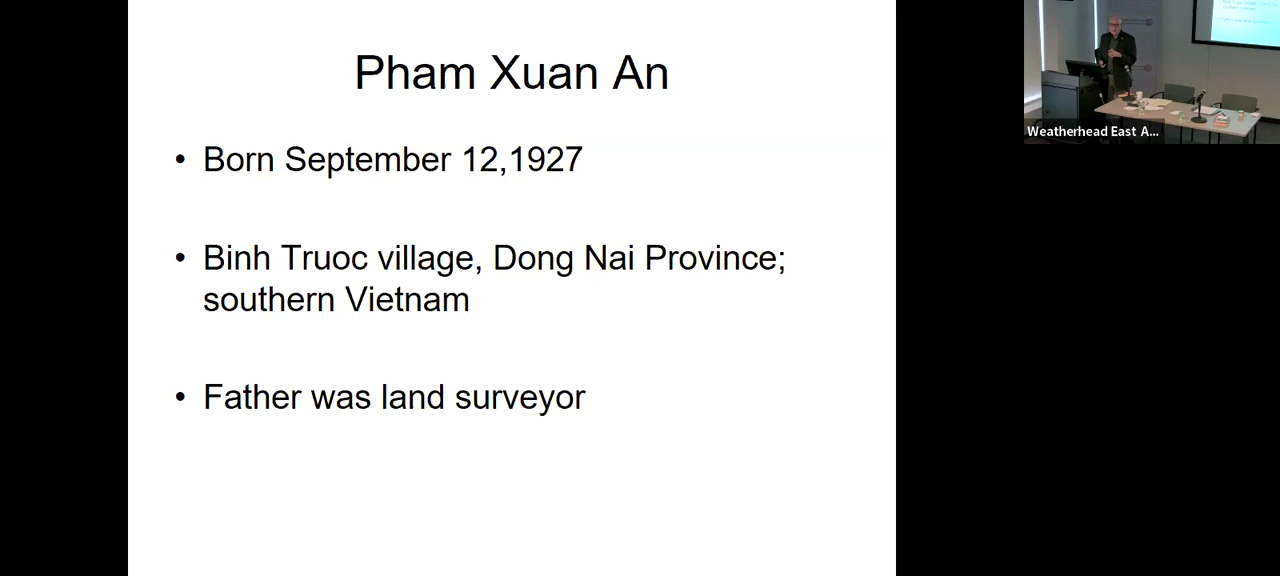 Pham Xuan An
• Born September 12,1927
• Binh Truoc village, Dong Nai Province;
southern Vietnam
• Father was land surveyor
Weatherhead East A...